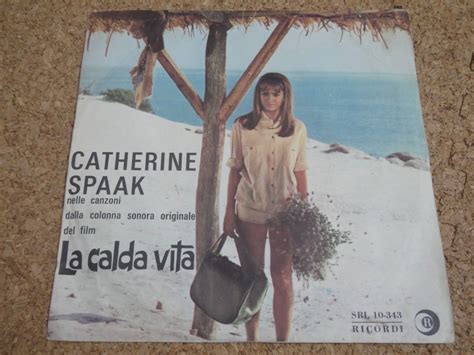 CATHERINE
SPAAK
nelle canzoni
dalla colonna sonora originale
del film
La calda vita
SRL 10-343
RICORDI
R